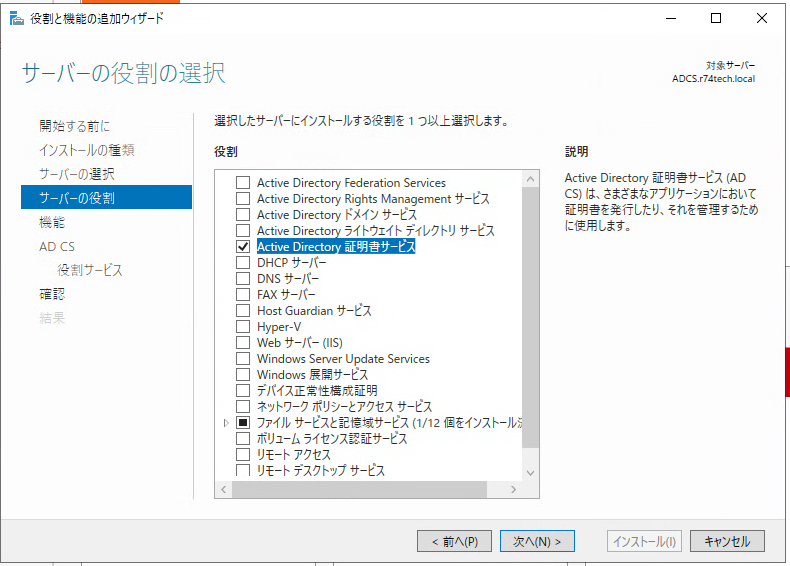 役割と機能の追加ウィザード
サーバーの役割の選択
対象サーバー
ADCS.r74tech.local
開始する前に
インストールの種類
サーバーの選択
サーバーの役割
機能
AD CS
役割サービス
確認
結果
選択したサーバーにインストールする役割を 1 つ以上選択します。
役割
Active Directory Federation Services
Active Directory Rights Management サービス
Active Directory ドメイン サービス
Active Directory ライトウェイト ディレクトリ サービス
Active Directory 証明書サービス
DHCP サーバー
DNS サーバー
FAX サーバー
Host Guardian サービス
Hyper-V
Web サーバー (IIS)
Windows Server Update Services
Windows 展開サービス
デバイス正常性構成証明
ネットワーク ポリシーとアクセス サービス
ファイル サービスと記憶域サービス (1/12 個をインストール済
ボリューム ライセンス認証サービス
リモート アクセス
リモート デスクトップ サービス
説明
Active Directory 証明書サービス (AD
CS) は、さまざまなアプリケーションにおいて
証明書を発行したり、それを管理するため
に使用します。
< 前へ(P)
次へ(N) >
インストール(I)
キャンセル